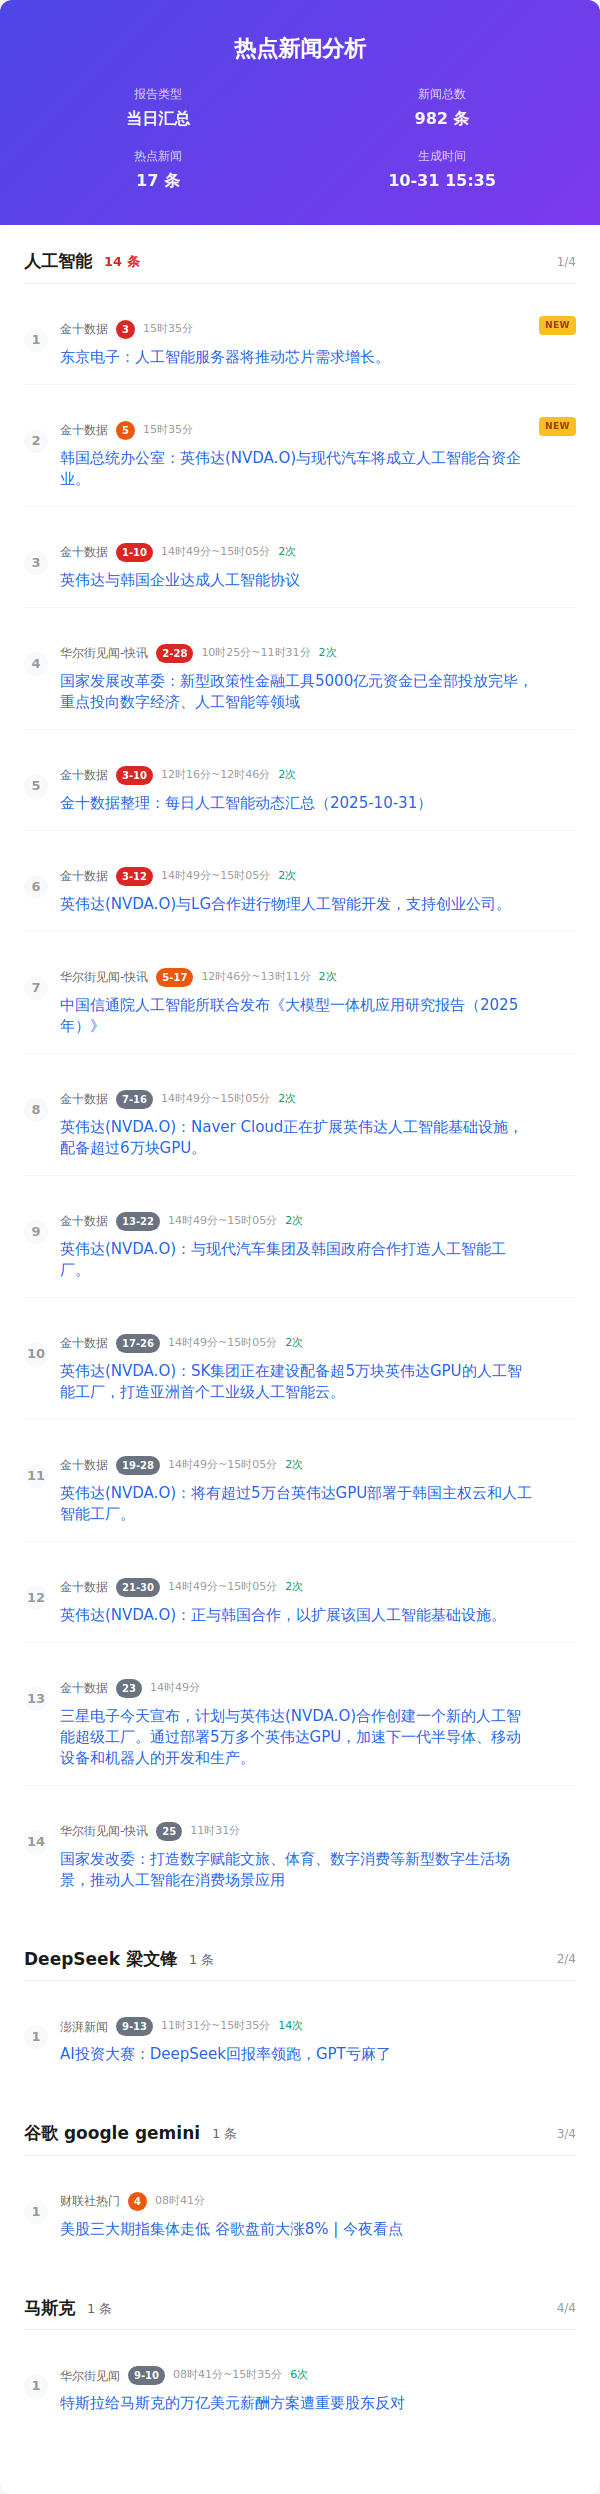 热点新闻分析
报告类型
新闻总数
当日汇总
982 条
热点新闻
生成时间
17 条
10-31 15:35
人工智能 14 条 1/4
1 金十数据 3 15时35分 NEW
东京电子：人工智能服务器将推动芯片需求增长。
2 金十数据 5 15时35分 NEW
韩国总统办公室：英伟达(NVDA.O)与现代汽车将成立人工智能合资企
业。
3 金十数据 1-10 14时49分~15时05分 2次
英伟达与韩国企业达成人工智能协议
4 华尔街见闻-快讯 2-28 10时25分~11时31分 2次
国家发展改革委：新型政策性金融工具5000亿元资金已全部投放完毕，
重点投向数字经济、人工智能等领域
5 金十数据 3-10 12时16分~12时46分 2次
金十数据整理：每日人工智能动态汇总（2025-10-31）
6 金十数据 3-12 14时49分~15时05分 2次
英伟达(NVDA.O)与LG合作进行物理人工智能开发，支持创业公司。
7 华尔街见闻-快讯 5-17 12时46分~13时11分 2次
中国信通院人工智能所联合发布《大模型一体机应用研究报告（2025
年）》
8 金十数据 7-16 14时49分~15时05分 2次
英伟达(NVDA.O)：Naver Cloud正在扩展英伟达人工智能基础设施，
配备超过6万块GPU。
9 金十数据 13-22 14时49分~15时05分 2次
英伟达(NVDA.O)：与现代汽车集团及韩国政府合作打造人工智能工
厂。
10 金十数据 17-26 14时49分~15时05分 2次
英伟达(NVDA.O)：SK集团正在建设配备超5万块英伟达GPU的人工智
能工厂，打造亚洲首个工业级人工智能云。
11 金十数据 19-28 14时49分~15时05分 2次
英伟达(NVDA.O)：将有超过5万台英伟达GPU部署于韩国主权云和人工
智能工厂。
12 金十数据 21-30 14时49分~15时05分 2次
英伟达(NVDA.O)：正与韩国合作，以扩展该国人工智能基础设施。
13 金十数据 23 14时49分
三星电子今天宣布，计划与英伟达(NVDA.O)合作创建一个新的人工智
能超级工厂。通过部署5万多个英伟达GPU，加速下一代半导体、移动
设备和机器人的开发和生产。
14 华尔街见闻-快讯 25 11时31分
国家发改委：打造数字赋能文旅、体育、数字消费等新型数字生活场
景，推动人工智能在消费场景应用
DeepSeek 梁文锋 1 条 2/4
1 澎湃新闻 9-13 11时31分~15时35分 14次
AI投资大赛：DeepSeek回报率领跑，GPT亏麻了
谷歌 google gemini 1 条 3/4
1 财联社热门 4 08时41分
美股三大期指集体走低 谷歌盘前大涨8% | 今夜看点
马斯克 1 条 4/4
1 华尔街见闻 9-10 08时41分~15时35分 6次
特斯拉给马斯克的万亿美元薪酬方案遭重要股东反对